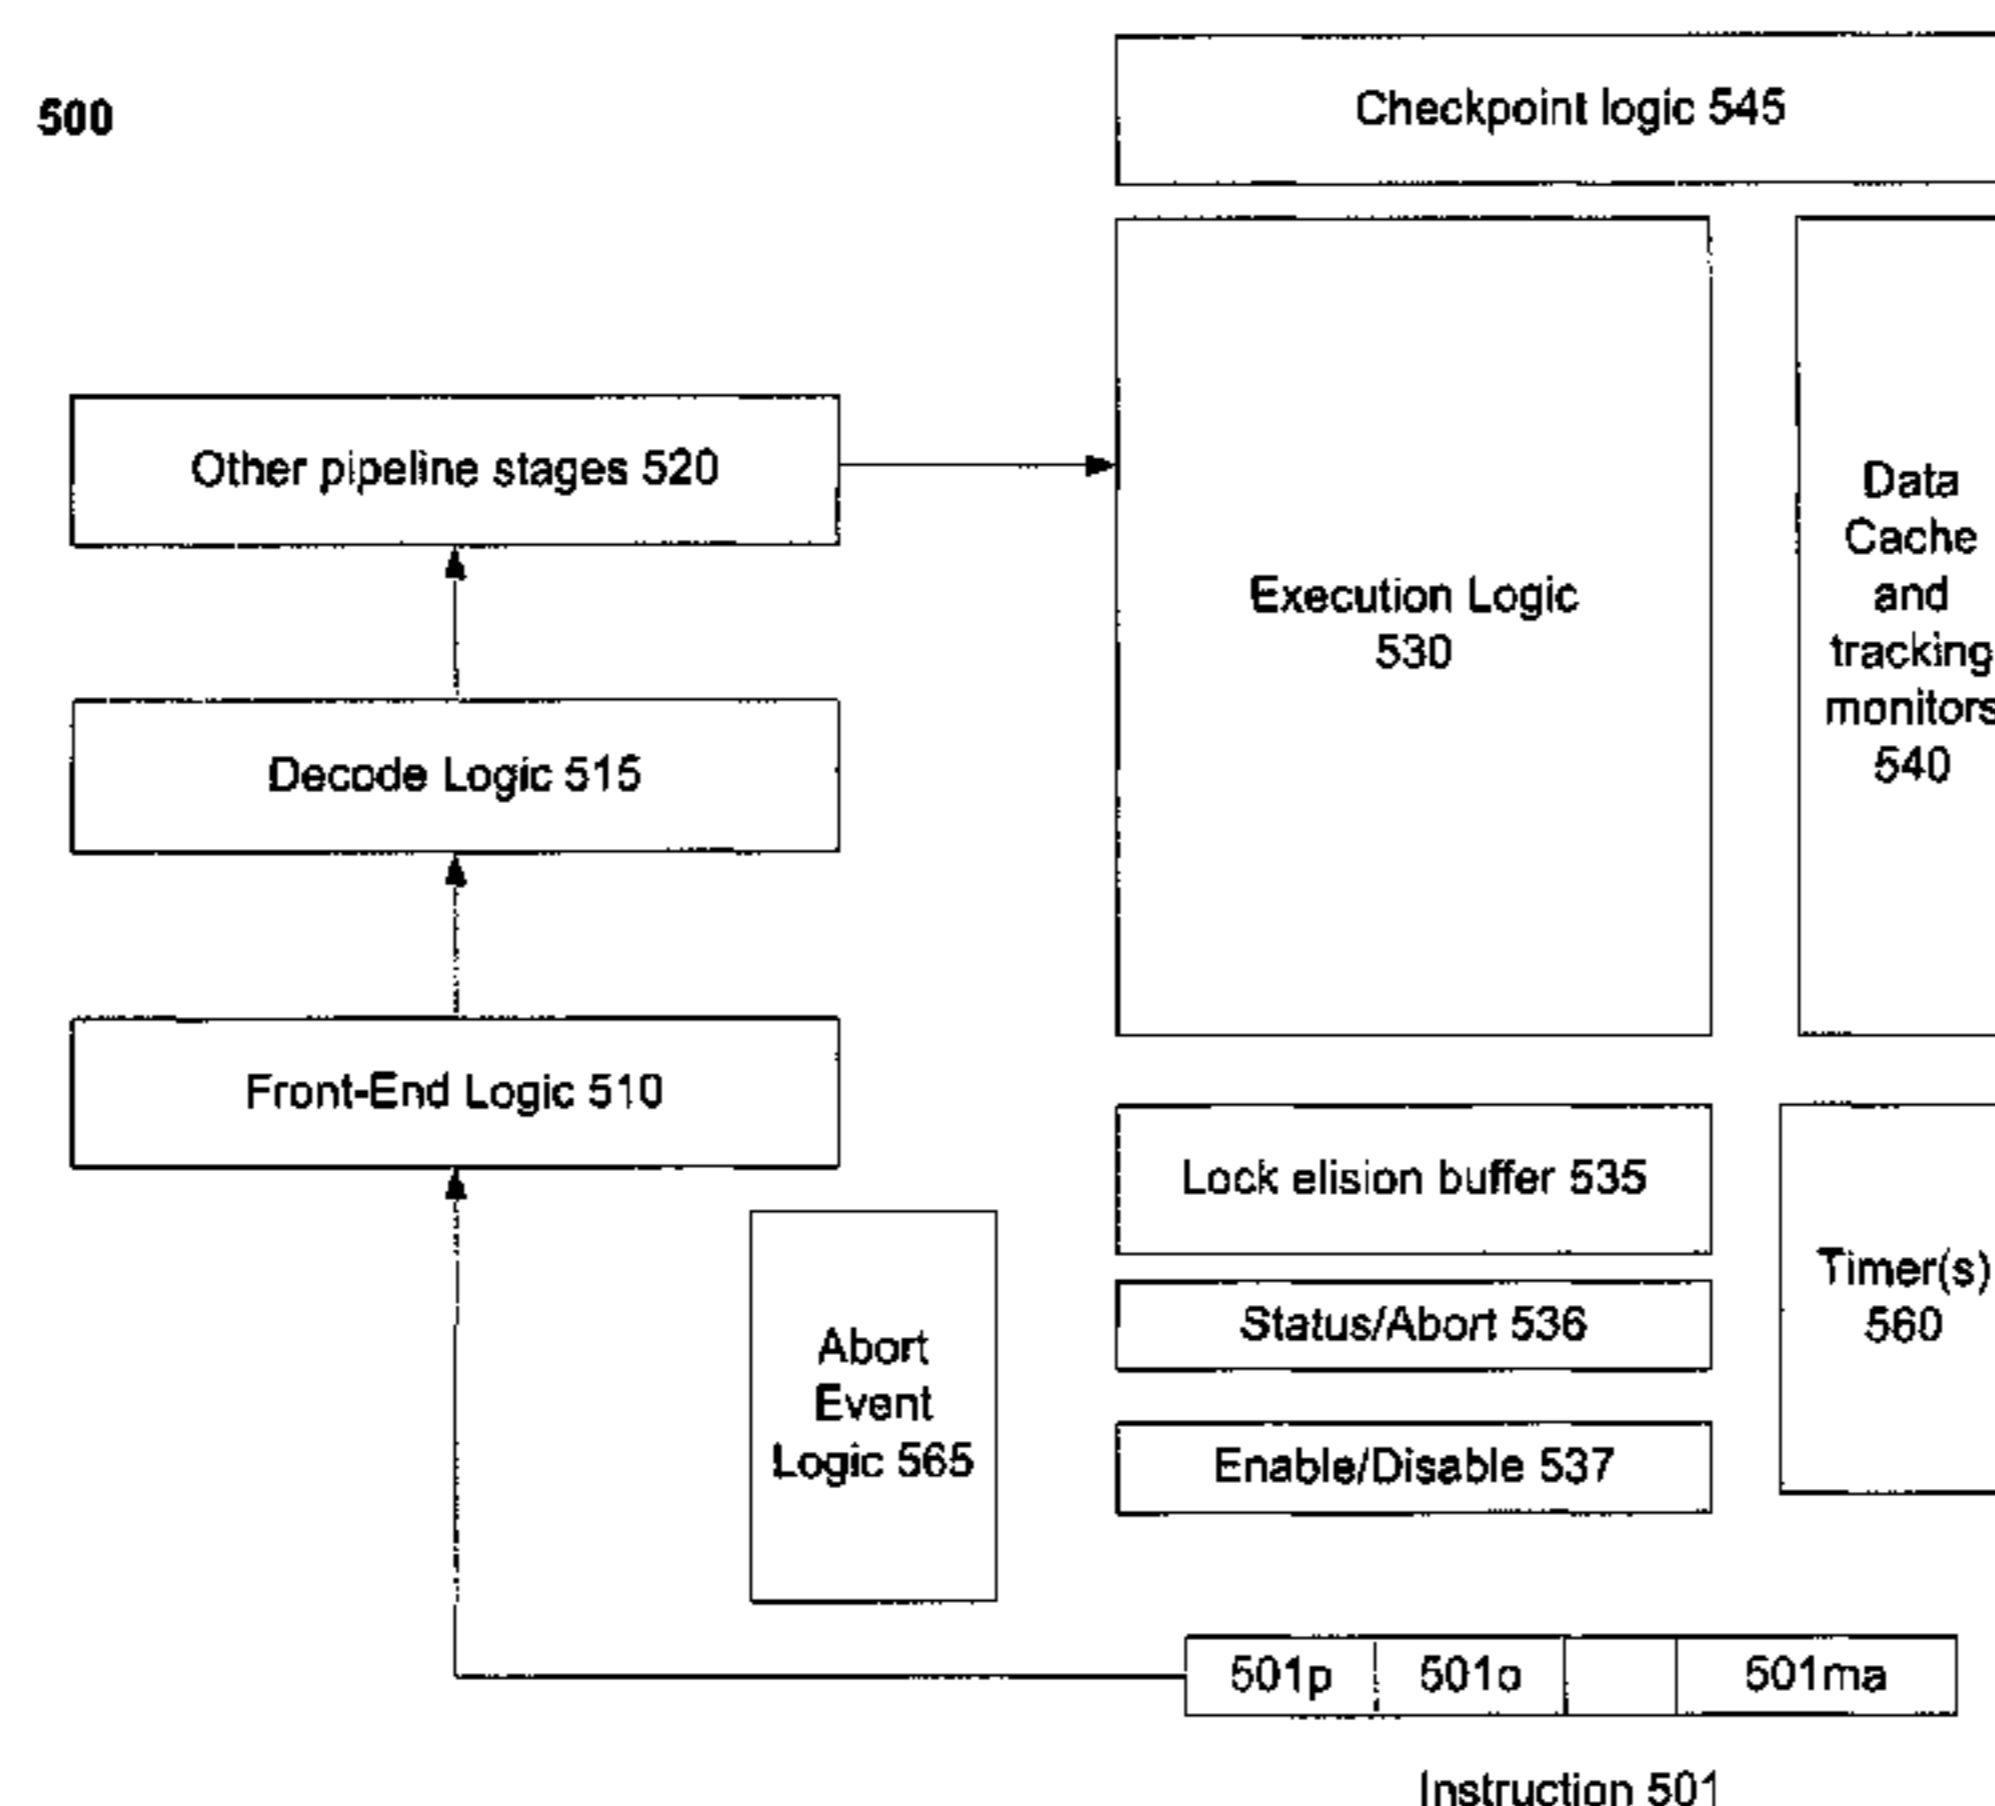 500
Checkpoint logic 545
Other pipeline stages 520
Execution Logic
530
Data
Cache
and
tracking
monitors
540
Decode Logic 515
Front-End Logic 510
Lock elision buffer 535
Status/Abort 536
Enable/Disable 537
Timer(s)
560
Abort
Event
Logic 565
501p
501o
501ma
Instruction 501